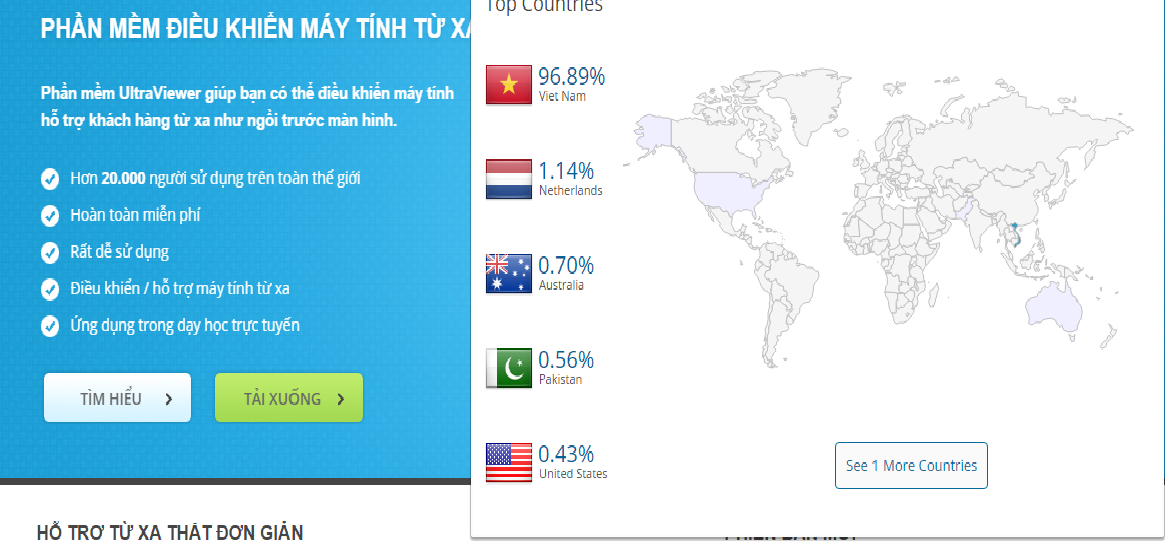 PHẦN MỀM ĐIỀU KHIỂN MÁY TÍNH TỪ XA
Phần mềm UltraViewer giúp bạn có thể điều khiển máy tính
hỗ trợ khách hàng từ xa như ngồi trước màn hình.
Hơn 20.000 người sử dụng trên toàn thế giới
Hoàn toàn miễn phí
Rất dễ sử dụng
Điều khiển / hỗ trợ máy tính từ xa
Ứng dụng trong dạy học trực tuyến
TÌM HIỂU
TẢI XUỐNG
HỖ TRỢ TỪ XA THẬT ĐƠN GIẢN
Top Countries
96.89%
Viet Nam
1.14%
Netherlands
0.70%
Australia
0.56%
Pakistan
0.43%
United States
See 1 More Countries